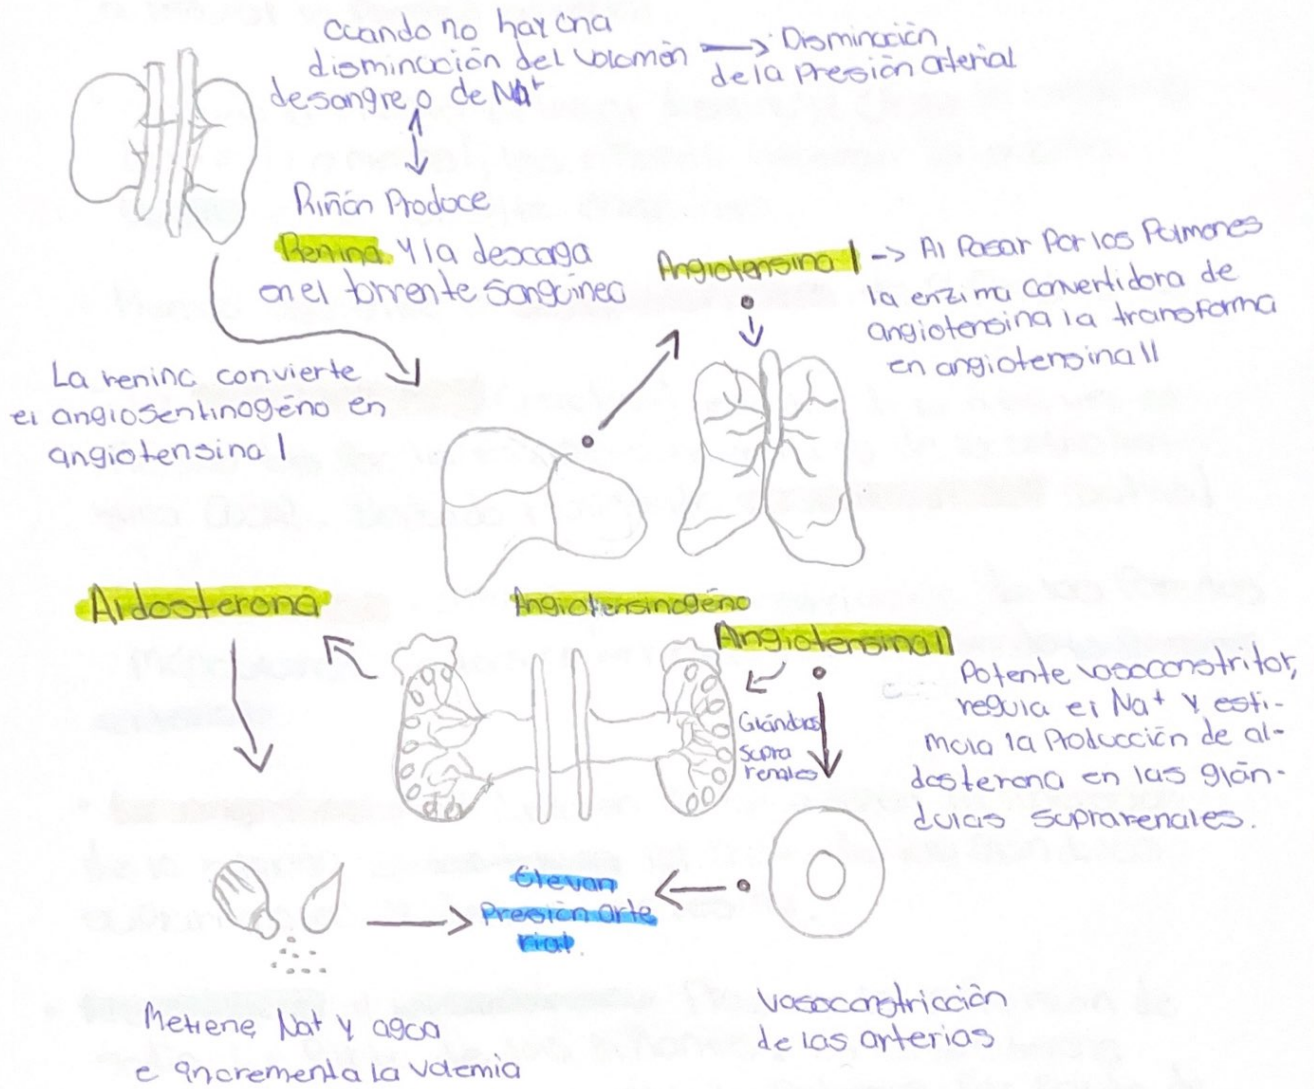 Cuando no hay una
disminución del volomen → Disminución
de la Presión arterial
de sangre o de Na+
Riñón Produce
Renina y la descaga
en el torrente sanguíneo
Angiotensina I -> Al Pasar Por los Pulmones
la enzima convertidora de
angiotensina la transforma
en angiotensina II
La renina convierte
el angiosentinogéno en
angiotensina I
Aldosterona
Angiotensinogéno
Angiotensina II
Potente vasoconstritor,
regula el Na+ y esti-
mula la Producción de al-
dosterona en las glán-
dulas suprarenales.
Glándulas
supra
renales
Elevan
Presión arte
rial.
Retiene Na+ y agua
e incrementa la volemia
Vasoconstricción
de las arterias